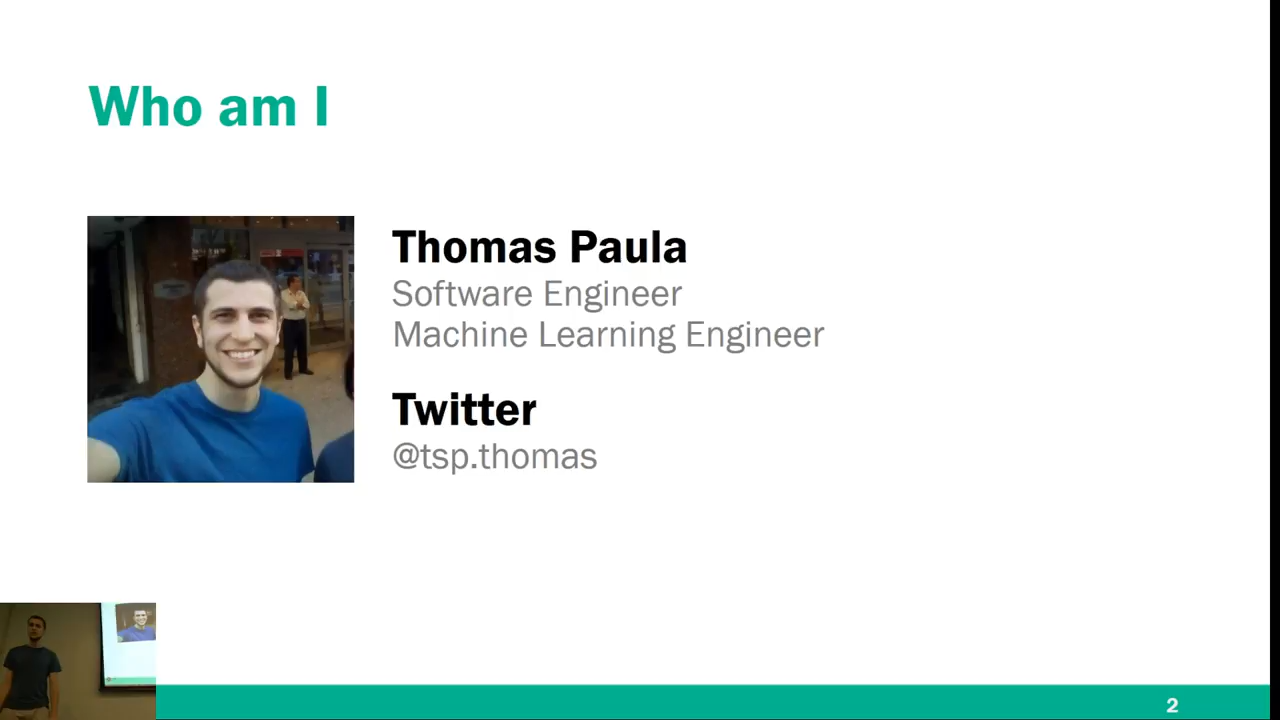 Who am I
Thomas Paula
Software Engineer
Machine Learning Engineer
Twitter
@tsp.thomas
2